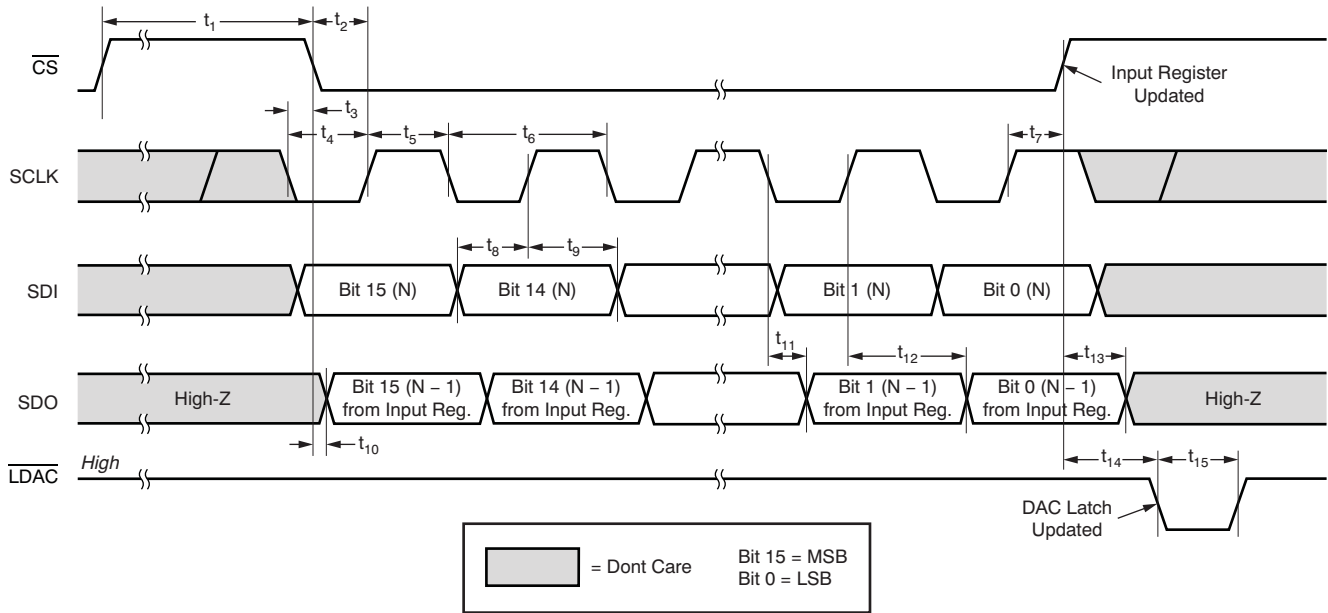 t1
t2
CS
Input Register
Updated
t3
t4
t5
t6
t7
SCLK
t8
t9
SDI
Bit 15 (N)
Bit 14 (N)
Bit 1 (N)
Bit 0 (N)
t11
t12
t13
SDO
High-Z
Bit 15 (N − 1)
from Input Reg.
Bit 14 (N − 1)
from Input Reg.
Bit 1 (N − 1)
from Input Reg.
Bit 0 (N − 1)
from Input Reg.
High-Z
t10
High
LDAC
t14
t15
DAC Latch
Updated
= Dont Care
Bit 15 = MSB
Bit 0 = LSB